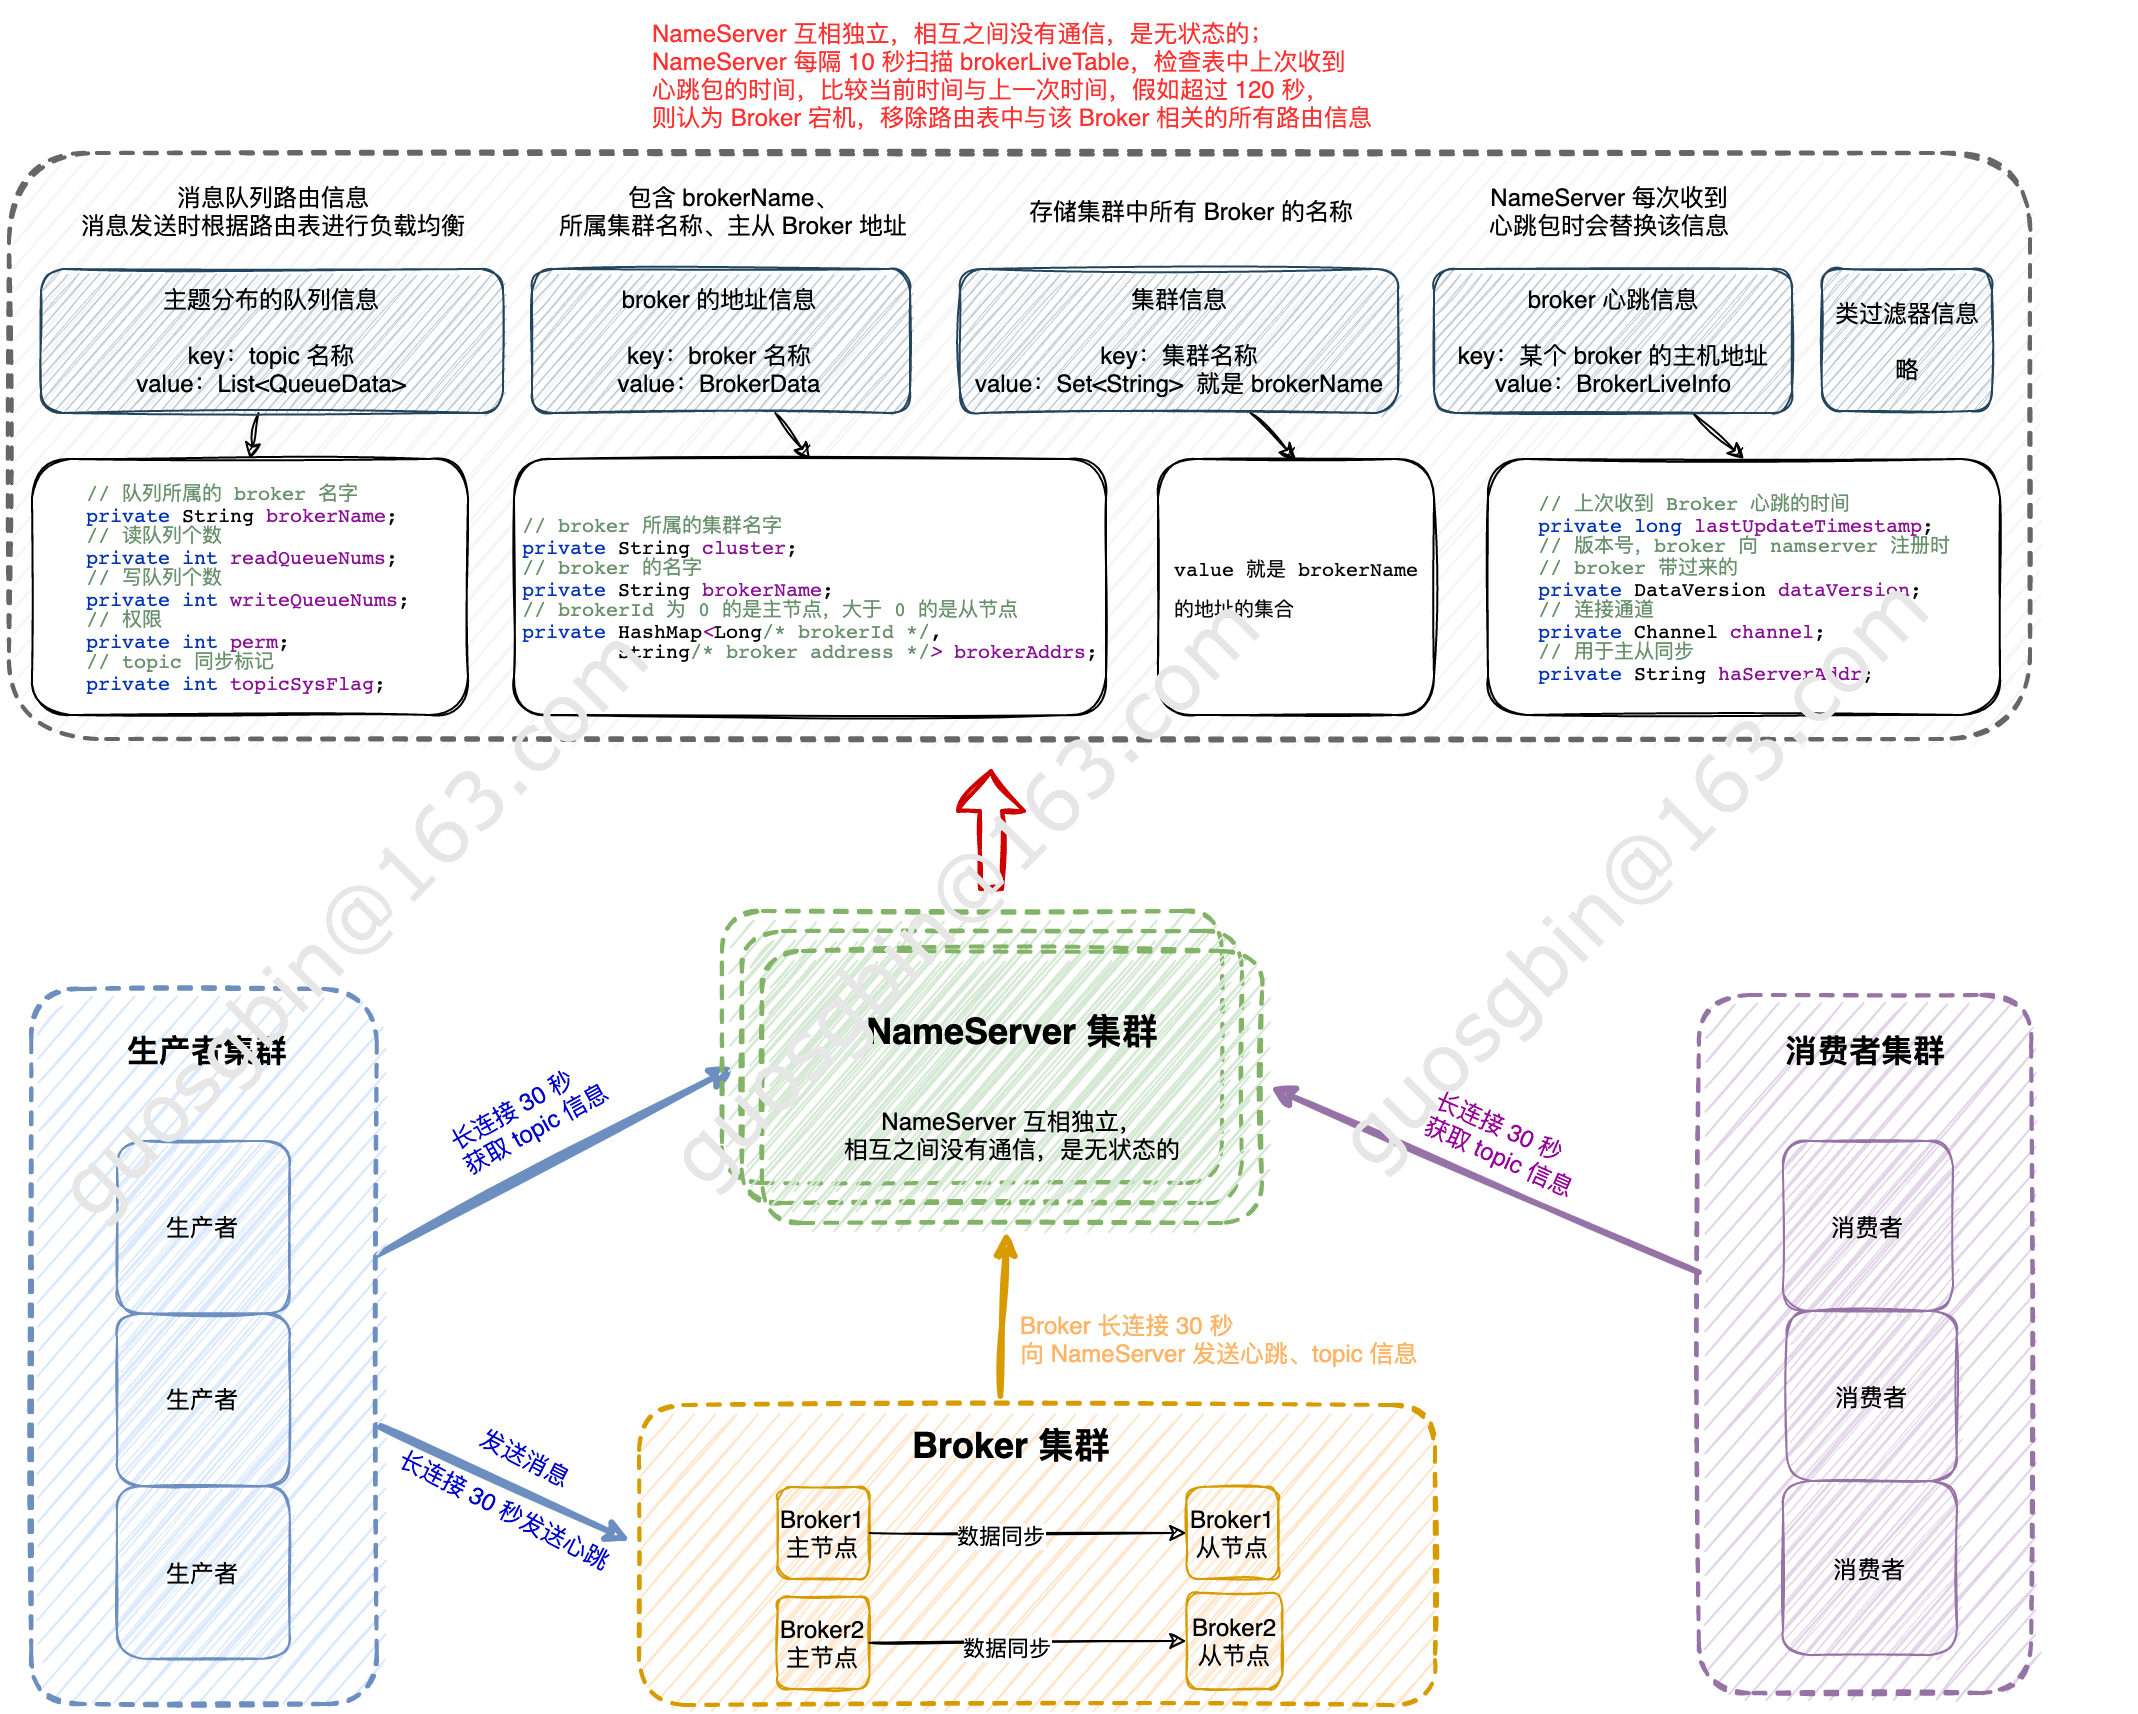 NameServer 互相独立，相互之间没有通信，是无状态的；
NameServer 每隔 10 秒扫描 brokerLiveTable，检查表中上次收到
心跳包的时间，比较当前时间与上一次时间，假如超过 120 秒，
则认为 Broker 宕机，移除路由表中与该 Broker 相关的所有路由信息
消息队列路由信息
消息发送时根据路由表进行负载均衡
包含 brokerName、
所属集群名称、主从 Broker 地址
存储集群中所有 Broker 的名称
NameServer 每次收到
心跳包时会替换该信息
主题分布的队列信息
key：topic 名称
value：List<QueueData>
broker 的地址信息
key：broker 名称
value：BrokerData
集群信息
key：集群名称
value：Set<String> 就是 brokerName
broker 心跳信息
key：某个 broker 的主机地址
value：BrokerLiveInfo
类过滤器信息
略
// 队列所属的 broker 名字
private String brokerName;
// 读队列个数
private int readQueueNums;
// 写队列个数
private int writeQueueNums;
// 权限
private int perm;
// topic 同步标记
private int topicSysFlag;
// broker 所属的集群名字
private String cluster;
// broker 的名字
private String brokerName;
// brokerId 为 0 的是主节点，大于 0 的是从节点
private HashMap<Long/* brokerId */,
String/* broker address */> brokerAddrs;
value 就是 brokerName
的地址的集合
// 上次收到 Broker 心跳的时间
private long lastUpdateTimestamp;
// 版本号，broker 向 namserver 注册时
// broker 带过来的
private DataVersion dataVersion;
// 连接通道
private Channel channel;
// 用于主从同步
private String haServerAddr;
guosgbin@163.com
guosgbin@163.com
guosgbin@163.com
NameServer 集群
NameServer 互相独立，
相互之间没有通信，是无状态的
生产者集群
生产者
生产者
生产者
长连接 30 秒
获取 topic 信息
消费者集群
消费者
消费者
消费者
长连接 30 秒
获取 topic 信息
Broker 长连接 30 秒
向 NameServer 发送心跳、topic 信息
发送消息
长连接 30 秒发送心跳
Broker 集群
Broker1
主节点
数据同步
Broker1
从节点
Broker2
主节点
数据同步
Broker2
从节点